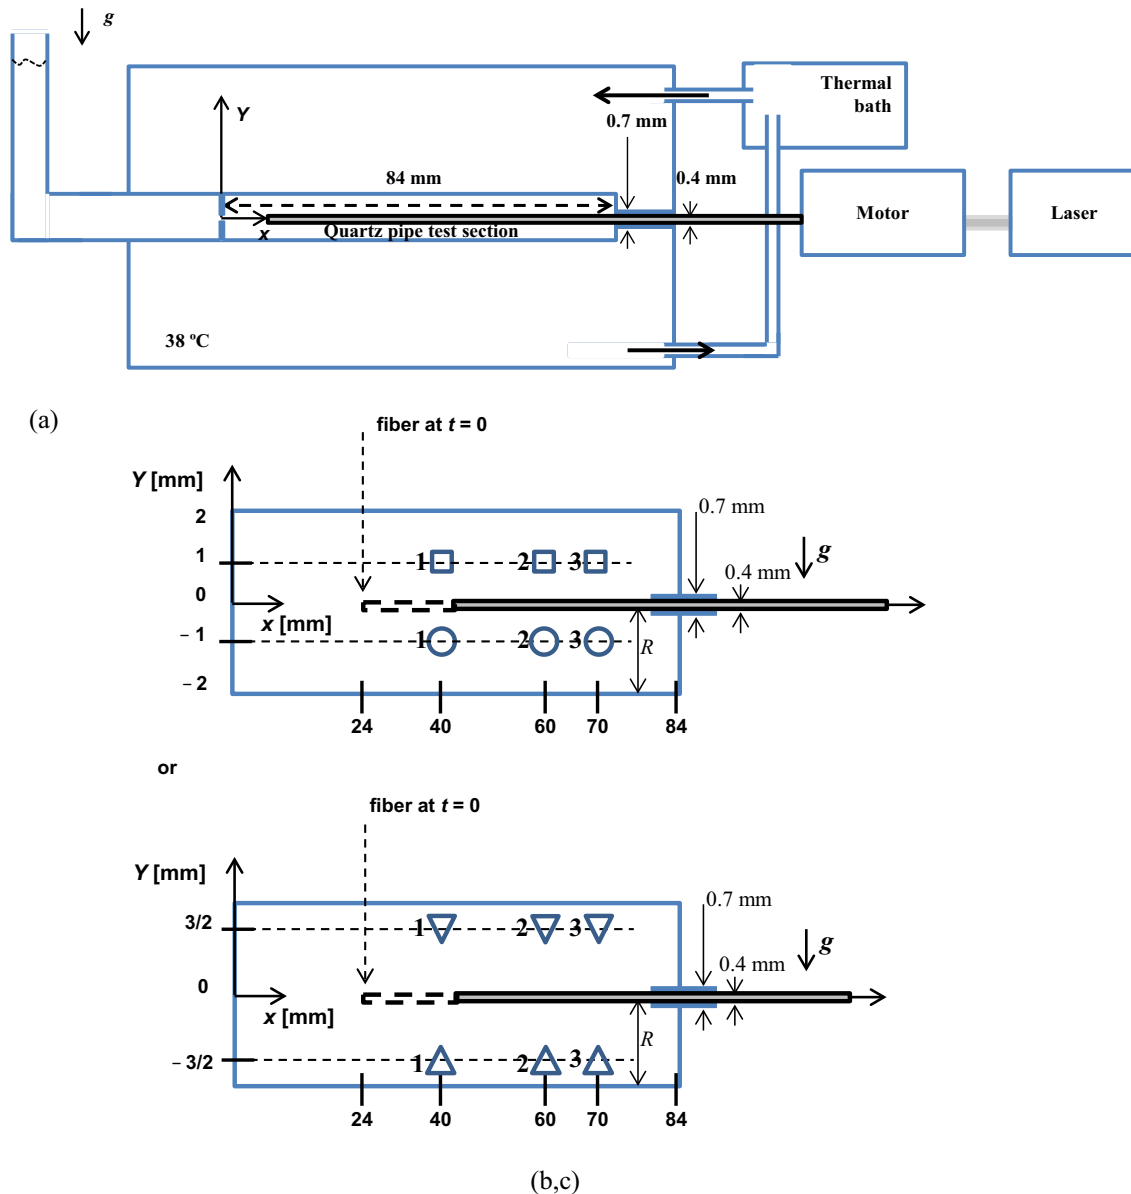 g
Thermal
bath
Y
0.7 mm
84 mm
0.4 mm
Motor
Laser
x
Quartz pipe test section
38 ºC
(a)
fiber at t = 0
Y [mm]
2
0.7 mm
1
1 2 3
g
0.4 mm
0
x [mm]
– 1
1 2 3
R
– 2
24 40 60 70 84
or
fiber at t = 0
Y [mm]
0.7 mm
3/2
1 2 3
g
0.4 mm
0
x [mm]
R
– 3/2
1 2 3
24 40 60 70 84
(b,c)